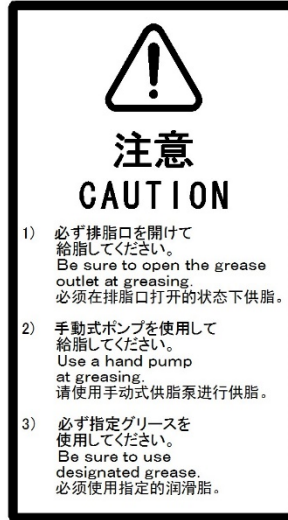 注意
CAUTION
1) 必ず排脂口を開けて
給脂してください。
Be sure to open the grease
outlet at greasing.
必须在排脂口打开的状态下供脂。
2) 手動式ポンプを使用して
給脂してください。
Use a hand pump
at greasing.
请使用手动式供脂泵进行供脂。
3) 必ず指定グリースを
使用してください。
Be sure to use
designated grease.
必须使用指定的润滑脂。